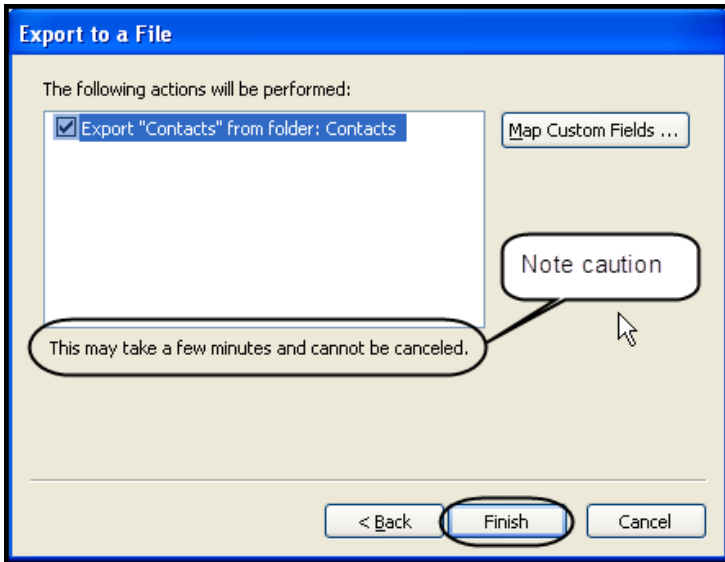 Export to a File
The following actions will be performed:
Export "Contacts" from folder: Contacts
Map Custom Fields ...
Note caution
This may take a few minutes and cannot be canceled.
< Back
Finish
Cancel